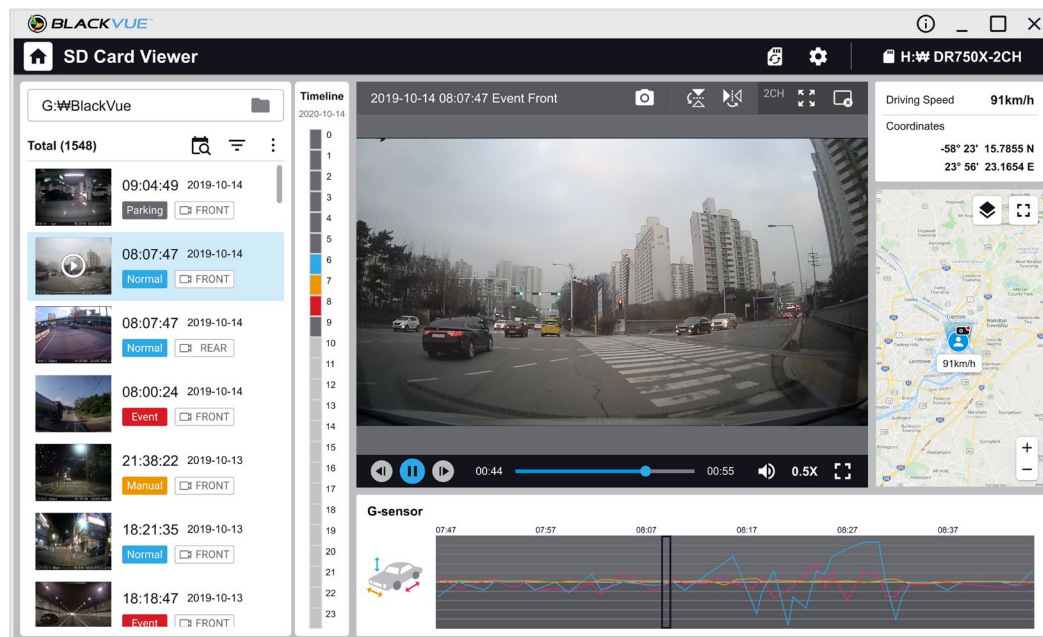 BLACKVUE
SD Card Viewer
H:₩ DR750X-2CH
G:₩BlackVue
Total (1548)
09:04:49 2019-10-14
Parking FRONT
08:07:47 2019-10-14
Normal FRONT
08:07:47 2019-10-14
Normal REAR
08:00:24 2019-10-14
Event FRONT
21:38:22 2019-10-13
Manual FRONT
18:21:35 2019-10-13
Normal FRONT
18:18:47 2019-10-13
Event FRONT
Timeline
2020-10-14
0
1
2
3
4
5
6
7
8
9
10
11
12
13
14
15
16
17
18
19
20
21
22
23
2019-10-14 08:07:47 Event Front
2CH
00:44
00:55
0.5X
Driving Speed 91km/h
Coordinates
-58° 23' 15.7855 N
23° 56' 23.1654 E
Trenton
Hamilton
Township
Levittown
91km/h
+
−
G-sensor
07:47 07:57 08:07 08:17 08:27 08:37